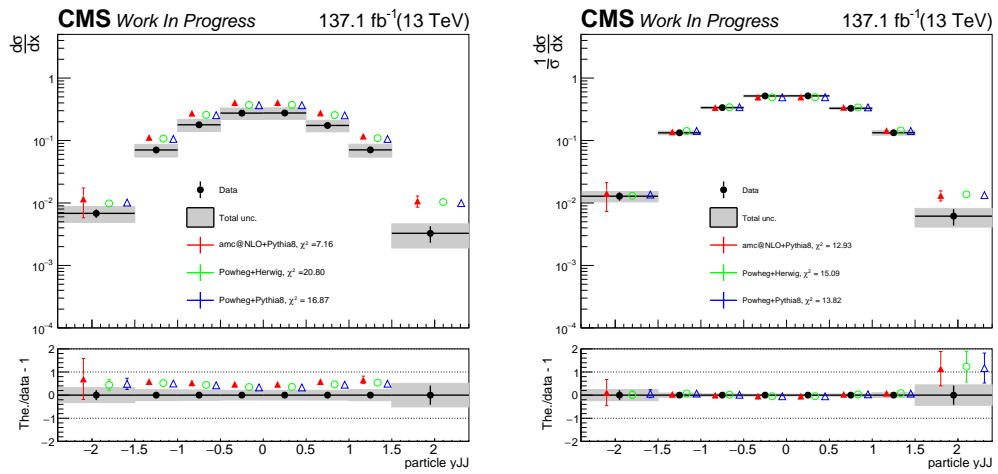 CMS Work In Progress 137.1 fb⁻¹(13 TeV)
dσ
dx
1
10⁻¹
10⁻²
10⁻³
10⁻⁴
Data
Total unc.
amc@NLO+Pythia8, χ² =7.16
Powheg+Herwig, χ² =20.80
Powheg+Pythia8, χ² = 16.87
The./data - 1
2
1
0
−1
−2
−2 −1.5 −1 −0.5 0 0.5 1 1.5 2
particle yJJ
CMS Work In Progress 137.1 fb⁻¹(13 TeV)
1 dσ
σ dx
1
10⁻¹
10⁻²
10⁻³
10⁻⁴
Data
Total unc.
amc@NLO+Pythia8, χ² = 12.93
Powheg+Herwig, χ² = 15.09
Powheg+Pythia8, χ² = 13.82
The./data - 1
2
1
0
−1
−2
−2 −1.5 −1 −0.5 0 0.5 1 1.5 2
particle yJJ